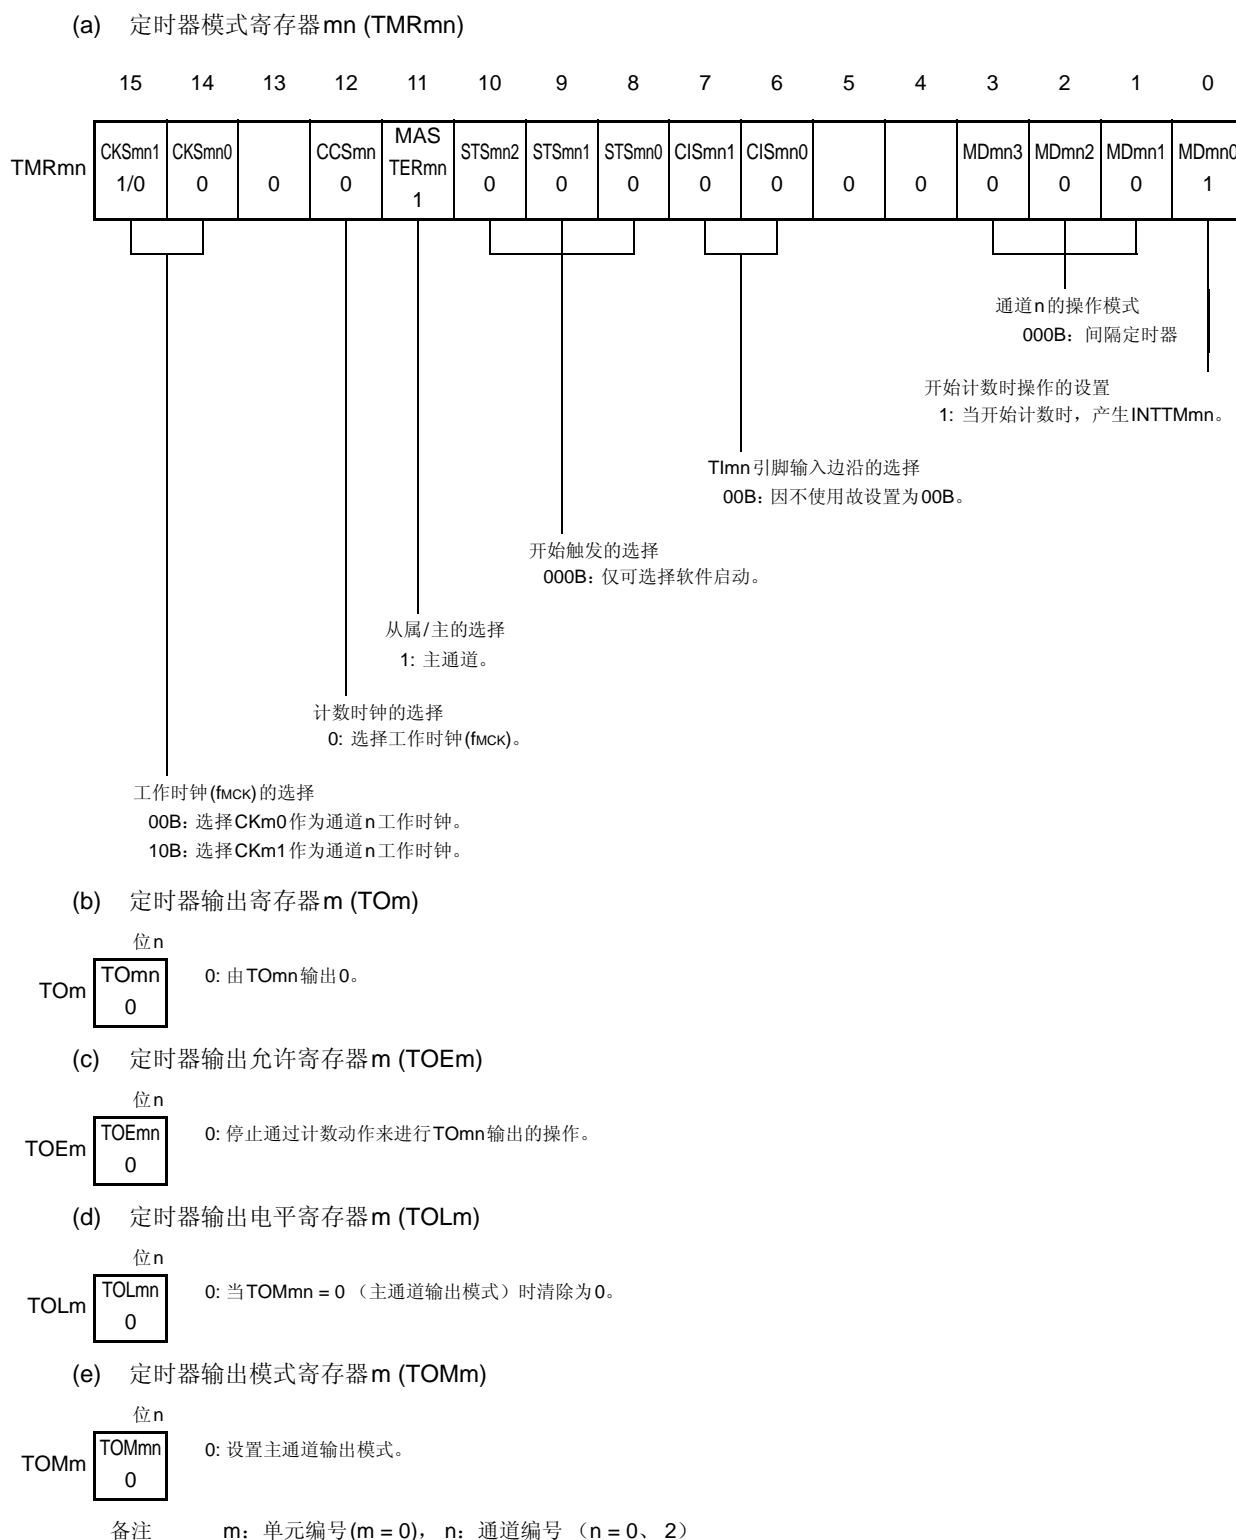 (a) 定时器模式寄存器mn (TMRmn)
15 14 13 12 11 10 9 8 7 6 5 4 3 2 1 0
TMRmn
CKSmn1 CKSmn0 CCSmn MAS TERmn STSmn2 STSmn1 STSmn0 CISmn1 CISmn0 MDmn3 MDmn2 MDmn1 MDmn0
1/0 0 0 0 1 0 0 0 0 0 0 0 0 0 0 1
通道n的操作模式
000B：间隔定时器
开始计数时操作的设置
1: 当开始计数时，产生INTTMmn。
TImn引脚输入边沿的选择
00B：因不使用故设置为00B。
开始触发的选择
000B：仅可选择软件启动。
从属/主的选择
1: 主通道。
计数时钟的选择
0: 选择工作时钟(fMCK)。
工作时钟(fMCK)的选择
00B：选择CKm0作为通道n工作时钟。
10B：选择CKm1作为通道n工作时钟。
(b) 定时器输出寄存器m (TOm)
位n
TOm TOmn 0: 由TOmn输出0。
0
(c) 定时器输出允许寄存器m (TOEm)
位n
TOEm TOEmn 0: 停止通过计数动作来进行TOmn输出的操作。
0
(d) 定时器输出电平寄存器m (TOLm)
位n
TOLm TOLmn 0: 当TOMmn = 0 （主通道输出模式）时清除为0。
0
(e) 定时器输出模式寄存器m (TOMm)
位n
TOMm TOMmn 0: 设置主通道输出模式。
0
备注 m：单元编号(m = 0)， n：通道编号 （n = 0、 2）